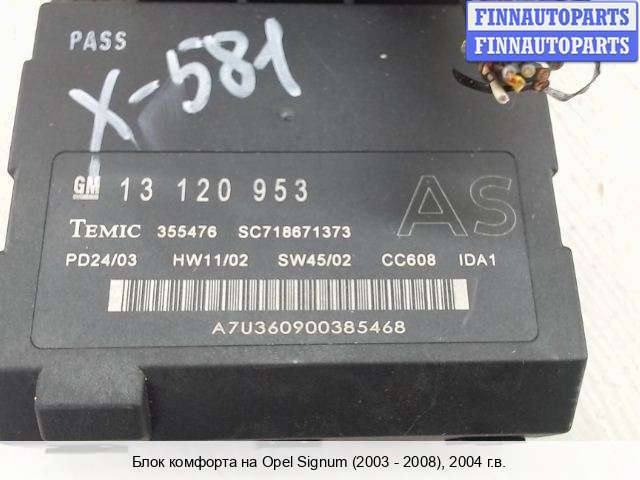 FINNAUTOPARTS
FINNAUTOPARTS
PASS
X-581
GM 13 120 953
AS
TEMIC 355476 SC718671373
PD24/03 HW11/02 SW45/02 CC608 IDA1
A7U360900385468
Блок комфорта на Opel Signum (2003 - 2008), 2004 г.в.